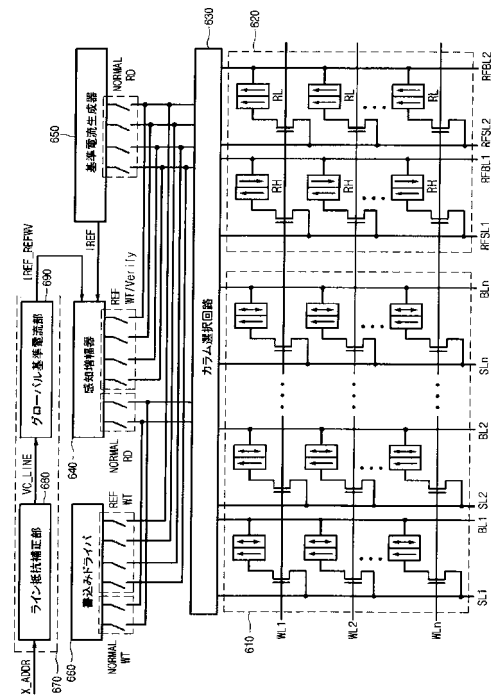 X_ADDR
ライン抵抗補正部
680
VC_LINE
グローバル基準電流部
690
IREF_REFWV
670
660
書込みドライバ
640
感知増幅器
IREF
650
基準電流生成器
NORMAL
WT
REF
WT
NORMAL
RD
REF
WT/Verify
NORMAL
RD
カラム選択回路
630
610
620
WL1
WL2
WLn
RH
RH
RH
RL
RL
RL
SL1
BL1
SL2
BL2
SLn
BLn
RFSL1
RFBL1
RFSL2
RFBL2